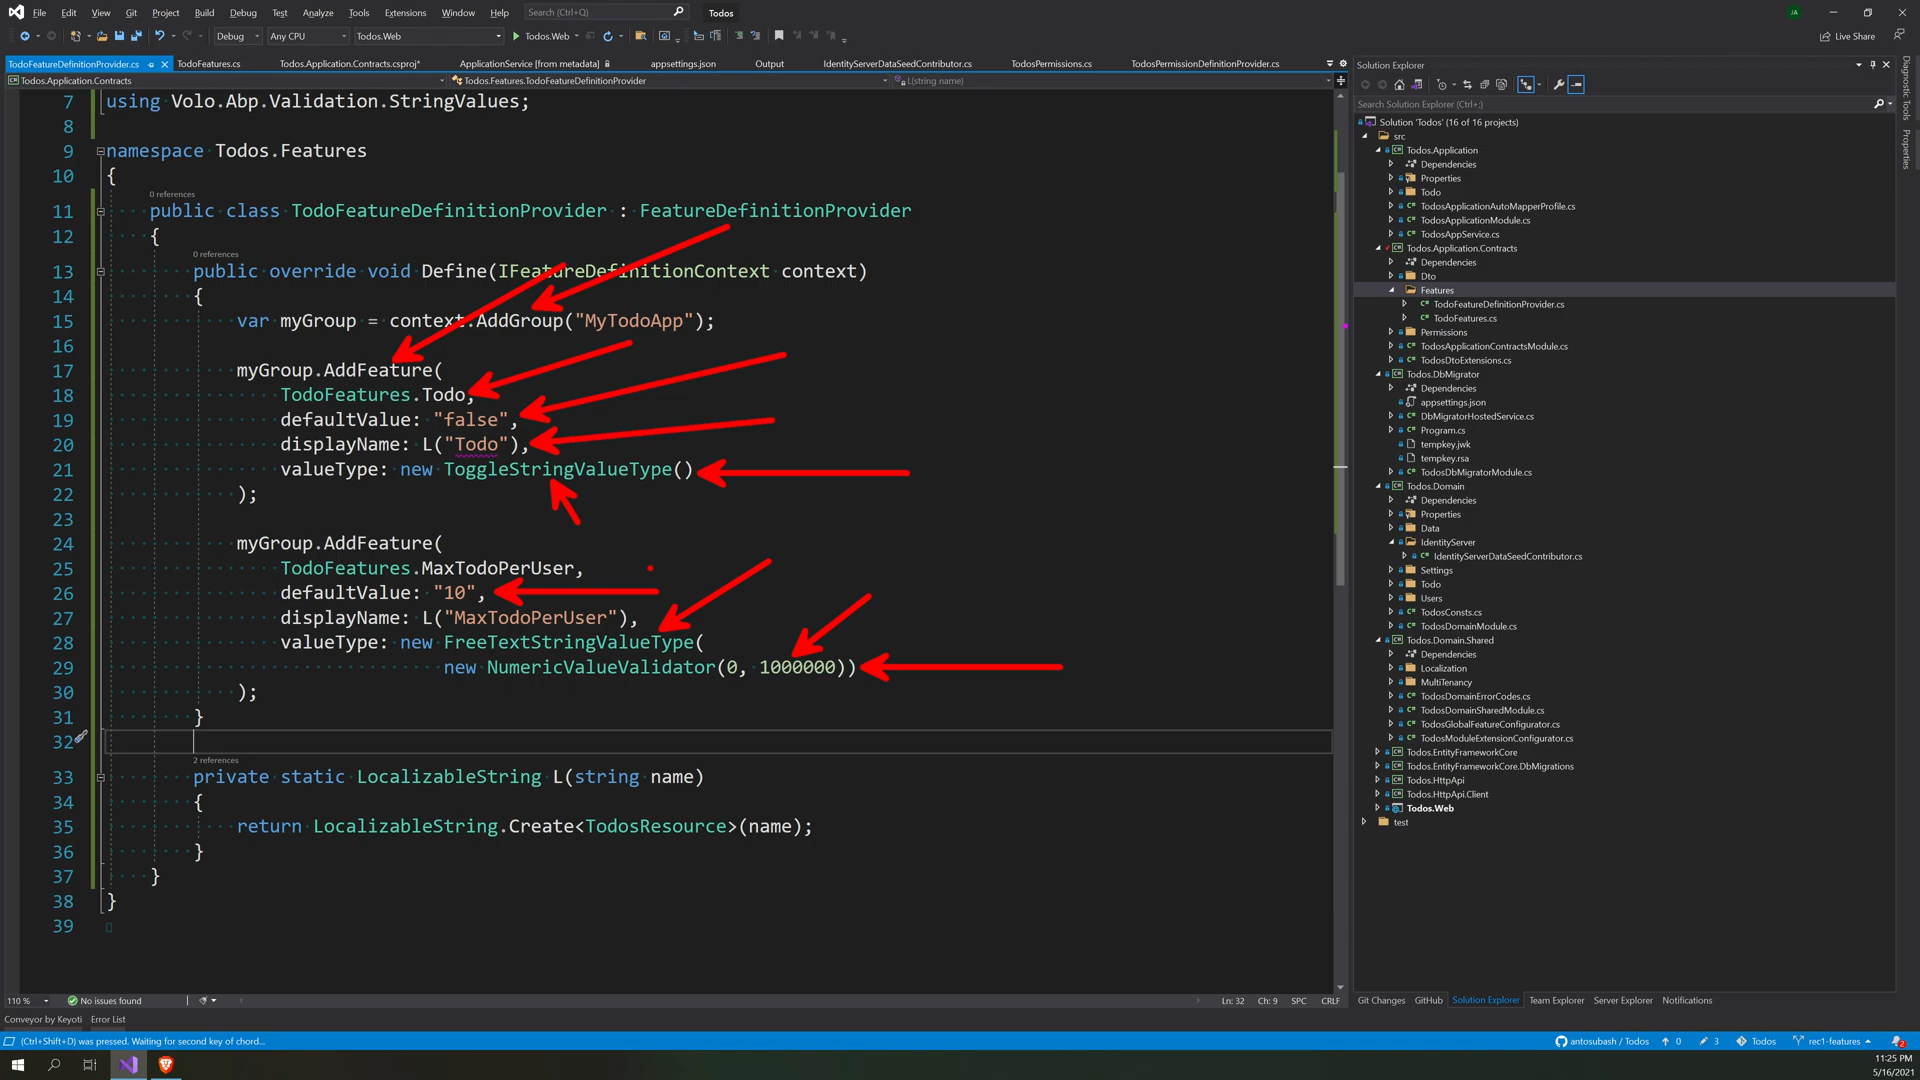 File Edit View Git Project Build Debug Test Analyze Tools Extensions Window Help Search (Ctrl+Q) Todos JA
Debug Any CPU Todos.Web Todos.Web Live Share
TodoFeatureDefinitionProvider.cs TodoFeatures.cs Todos.Application.Contracts.csproj* ApplicationService [from metadata] appsettings.json Output IdentityServerDataSeedContributor.cs TodosPermissions.cs TodosPermissionDefinitionProvider.cs
Todos.Application.Contracts Todos.Features.TodoFeatureDefinitionProvider L(string name)
7 using Volo.Abp.Validation.StringValues;
8
9 namespace Todos.Features
10 {
0 references
11 public class TodoFeatureDefinitionProvider : FeatureDefinitionProvider
12 {
0 references
13 public override void Define(IFeatureDefinitionContext context)
14 {
15 var myGroup = context.AddGroup("MyTodoApp");
16
17 myGroup.AddFeature(
18 TodoFeatures.Todo,
19 defaultValue: "false",
20 displayName: L("Todo"),
21 valueType: new ToggleStringValueType()
22 );
23
24 myGroup.AddFeature(
25 TodoFeatures.MaxTodoPerUser,
26 defaultValue: "10",
27 displayName: L("MaxTodoPerUser"),
28 valueType: new FreeTextStringValueType(
29 new NumericValueValidator(0, 1000000))
30 );
31 }
32
2 references
33 private static LocalizableString L(string name)
34 {
35 return LocalizableString.Create<TodosResource>(name);
36 }
37 }
38 }
39
110 % No issues found Ln: 32 Ch: 9 SPC CRLF
Conveyor by Keyoti Error List
Solution Explorer
Search Solution Explorer (Ctrl+;)
Solution 'Todos' (16 of 16 projects)
src
Todos.Application
Dependencies
Properties
Todo
TodosApplicationAutoMapperProfile.cs
TodosApplicationModule.cs
TodosAppService.cs
Todos.Application.Contracts
Dependencies
Dto
Features
TodoFeatureDefinitionProvider.cs
TodoFeatures.cs
Permissions
TodosApplicationContractsModule.cs
TodosDtoExtensions.cs
Todos.DbMigrator
Dependencies
appsettings.json
DbMigratorHostedService.cs
Program.cs
tempkey.jwk
tempkey.rsa
TodosDbMigratorModule.cs
Todos.Domain
Dependencies
Properties
Data
IdentityServer
IdentityServerDataSeedContributor.cs
Settings
Todo
Users
TodosConsts.cs
TodosDomainModule.cs
Todos.Domain.Shared
Dependencies
Localization
MultiTenancy
TodosDomainErrorCodes.cs
TodosDomainSharedModule.cs
TodosGlobalFeatureConfigurator.cs
TodosModuleExtensionConfigurator.cs
Todos.EntityFrameworkCore
Todos.EntityFrameworkCore.DbMigrations
Todos.HttpApi
Todos.HttpApi.Client
Todos.Web
test
Git Changes GitHub Solution Explorer Team Explorer Server Explorer Notifications
Diagnostic Tools
Properties
(Ctrl+Shift+D) was pressed. Waiting for second key of chord... antosubash / Todos 0 3 Todos rec1-features 2
11:25 PM
5/16/2021